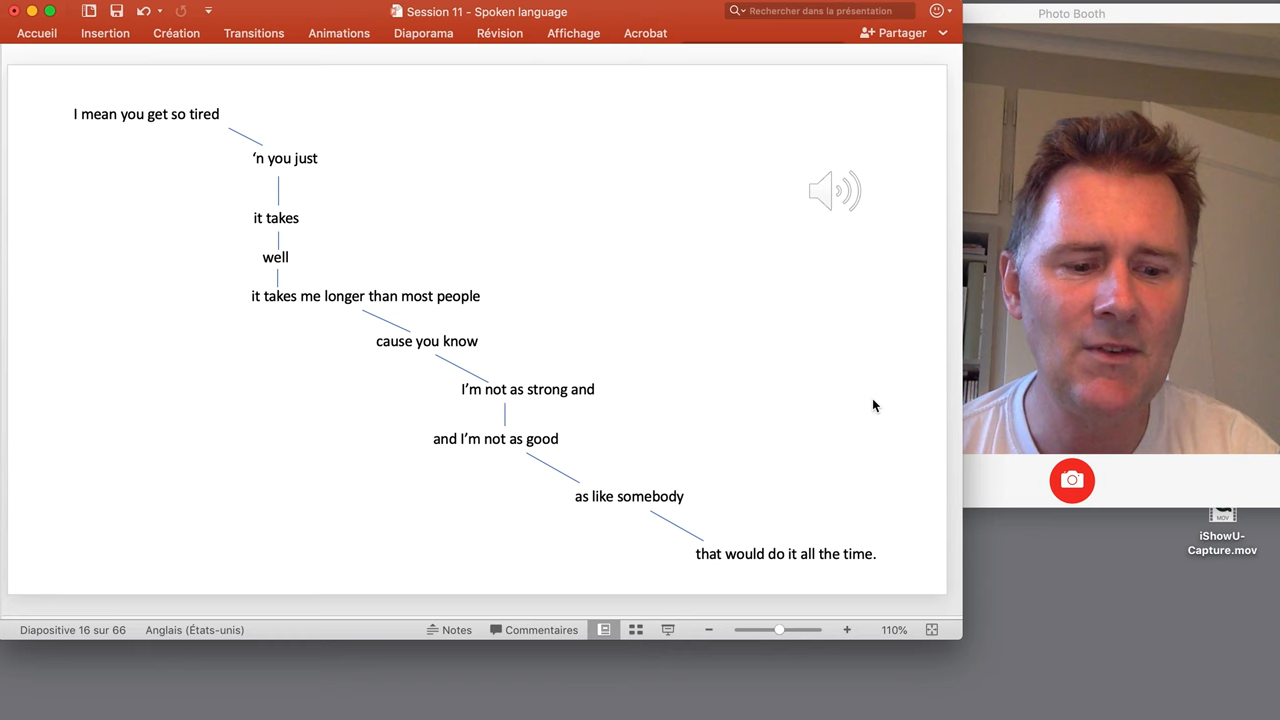 Session 11 - Spoken language
Rechercher dans la présentation
Photo Booth
Accueil Insertion Création Transitions Animations Diaporama Révision Affichage Acrobat Partager
I mean you get so tired
‘n you just
it takes
well
it takes me longer than most people
cause you know
I’m not as strong and
and I’m not as good
as like somebody
that would do it all the time.
MOV
iShowU-
Capture.mov
Diapositive 16 sur 66 Anglais (États-unis) Notes Commentaires 110%